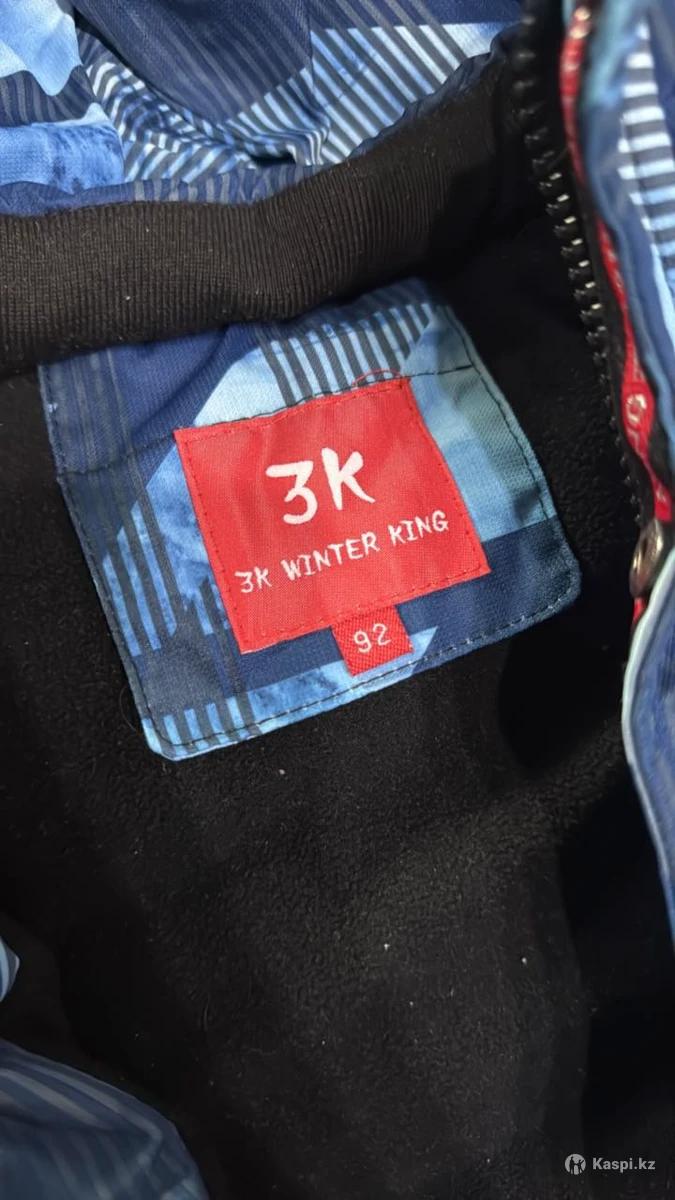 3K
3K WINTER KING
92
Kaspi.kz